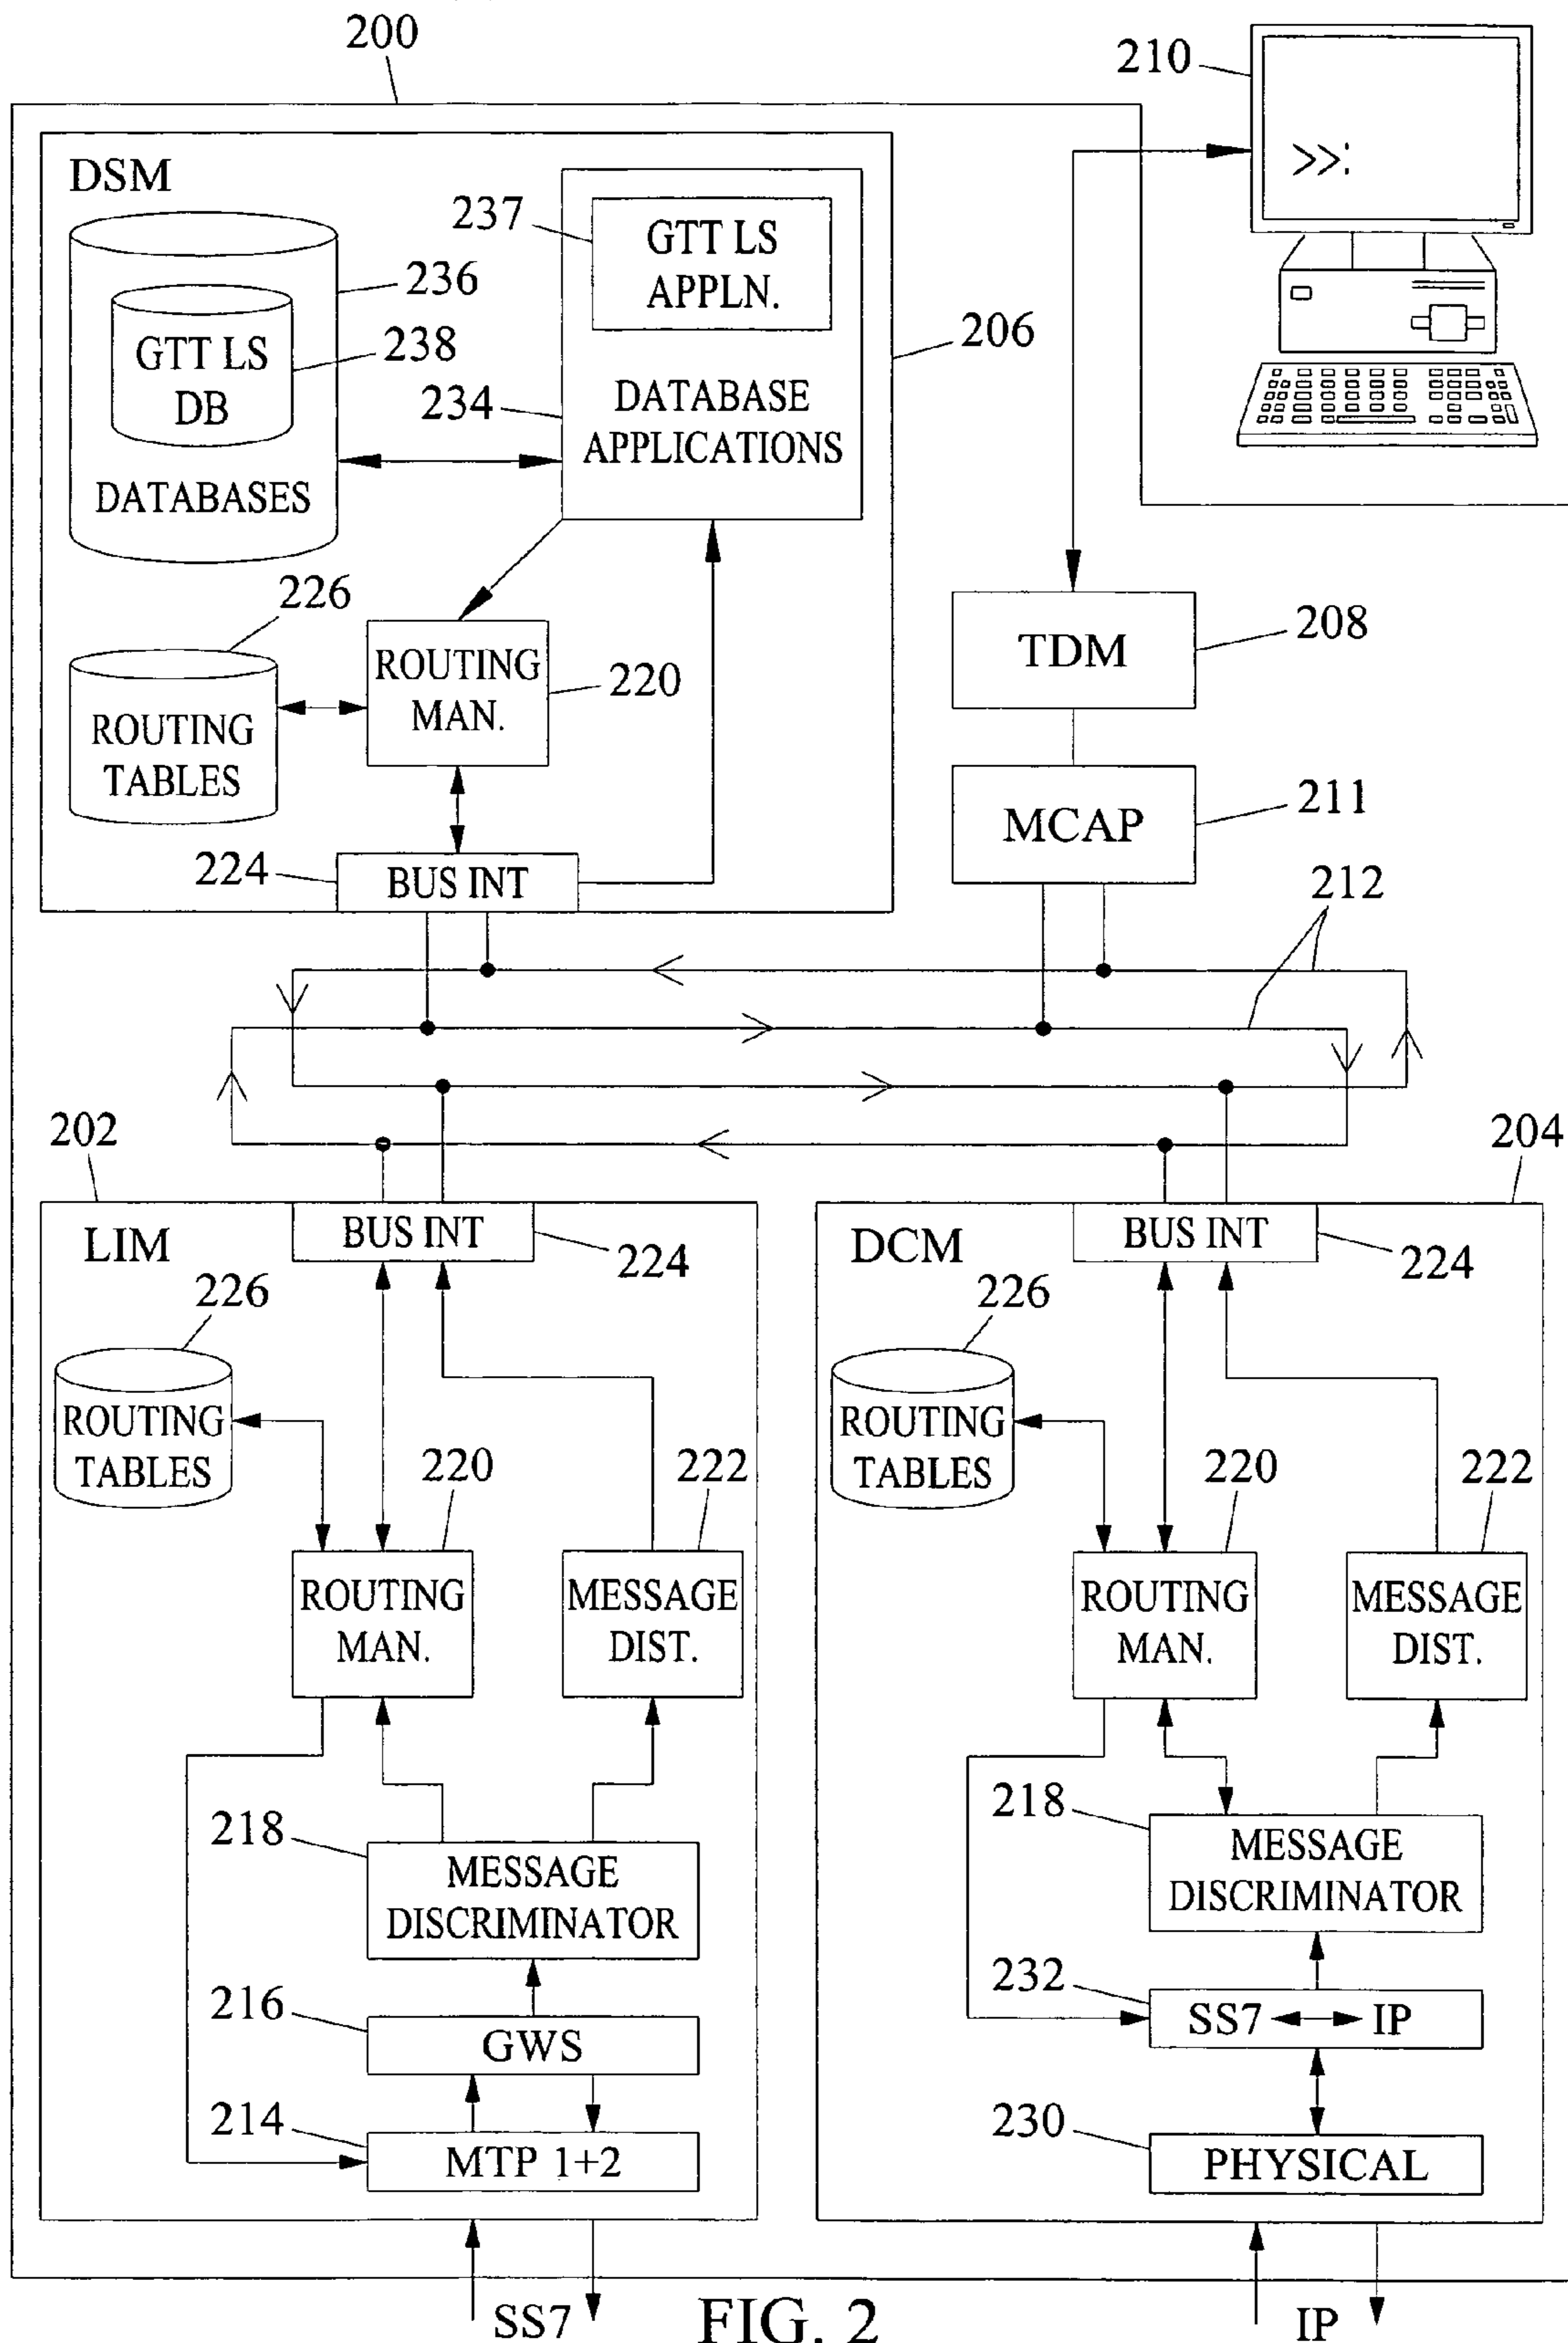 200
210
>>:
DSM
237
GTT LS
APPLN.
236
GTT LS
DB
238
206
234
DATABASE
APPLICATIONS
DATABASES
226
ROUTING
TABLES
ROUTING
MAN.
220
TDM
208
MCAP
211
224
BUS INT
212
202
204
LIM
BUS INT
224
226
ROUTING
TABLES
220
222
ROUTING
MAN.
MESSAGE
DIST.
218
MESSAGE
DISCRIMINATOR
216
GWS
214
MTP 1+2
SS7
DCM
BUS INT
224
226
ROUTING
TABLES
220
222
ROUTING
MAN.
MESSAGE
DIST.
218
MESSAGE
DISCRIMINATOR
232
SS7 IP
230
PHYSICAL
IP
FIG. 2